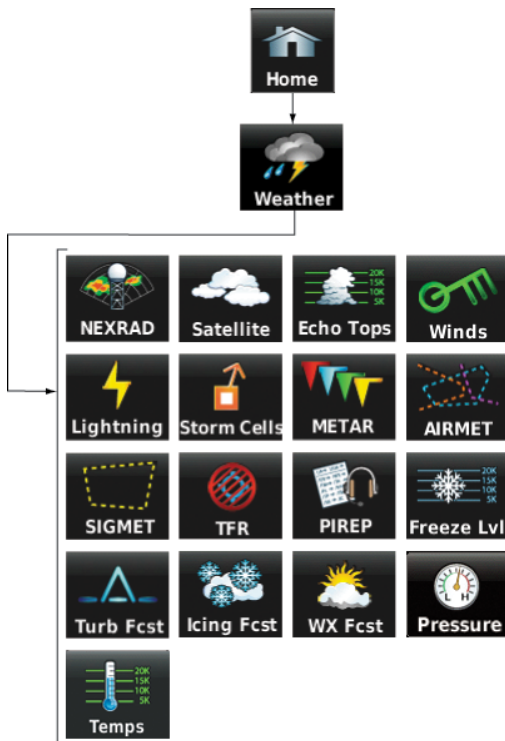 Home
Weather
NEXRAD
Satellite
20K
15K
10K
5K
Echo Tops
Winds
Lightning
Storm Cells
METAR
AIRMET
SIGMET
TFR
PIREP
20K
15K
10K
5K
Freeze Lvl
Turb Fcst
Icing Fcst
WX Fcst
L H
Pressure
20K
15K
10K
5K
Temps